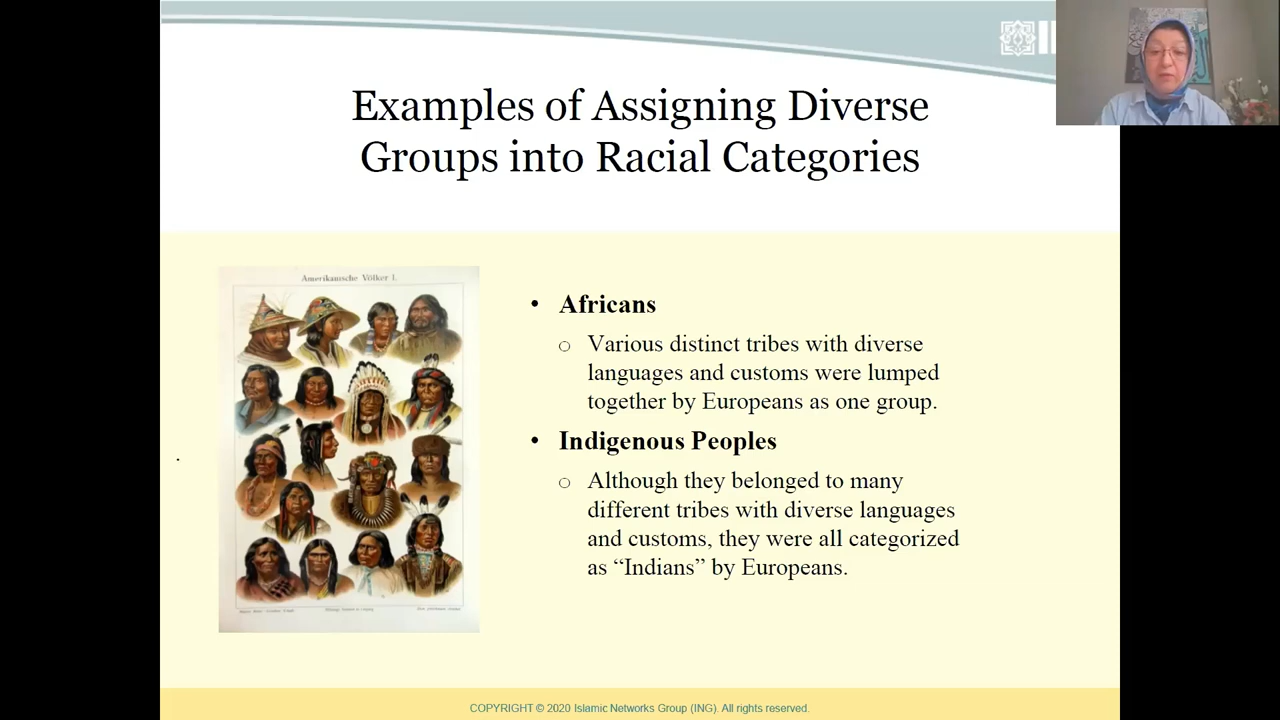 Examples of Assigning Diverse
Groups into Racial Categories
Amerikanische Völker I.
• Africans
○ Various distinct tribes with diverse
languages and customs were lumped
together by Europeans as one group.
• Indigenous Peoples
○ Although they belonged to many
different tribes with diverse languages
and customs, they were all categorized
as “Indians” by Europeans.
COPYRIGHT © 2020 Islamic Networks Group (ING). All rights reserved.